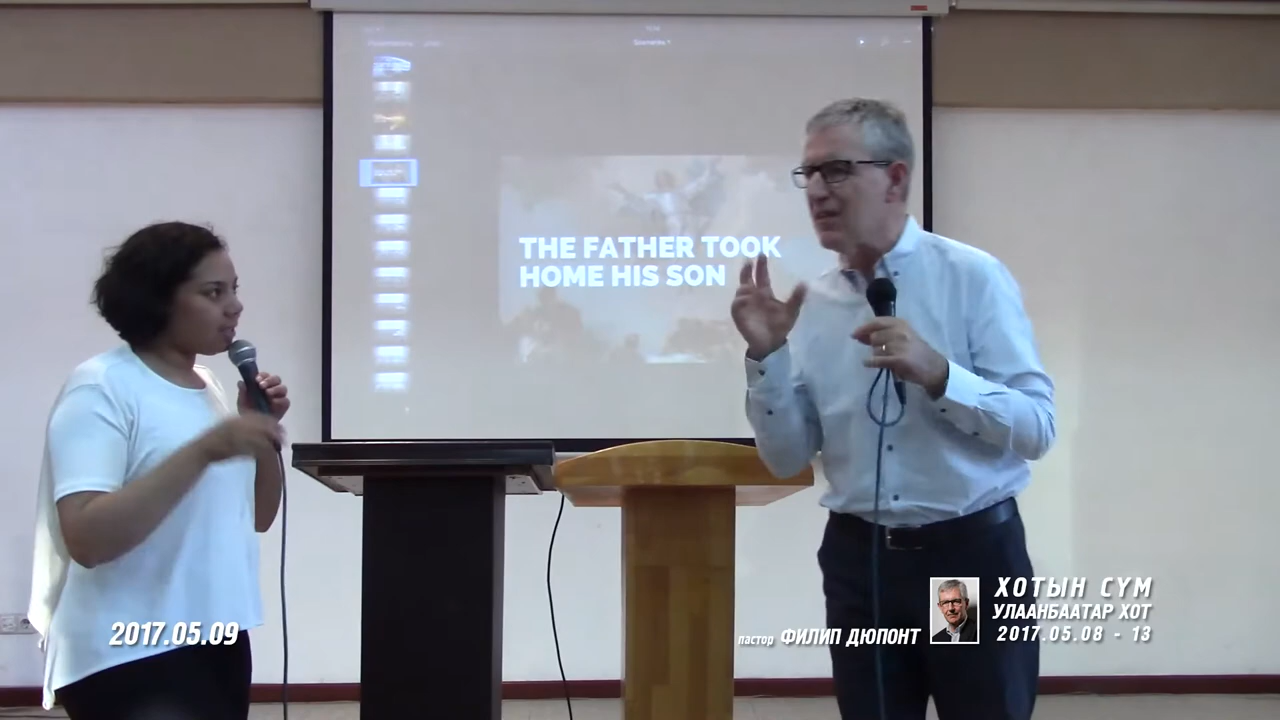 THE FATHER TOOK
HOME HIS SON
2017.05.09
пастор ФИЛИП ДЮПОНТ
ХОТЫН СҮМ
УЛААНБААТАР ХОТ
2017.05.08 - 13